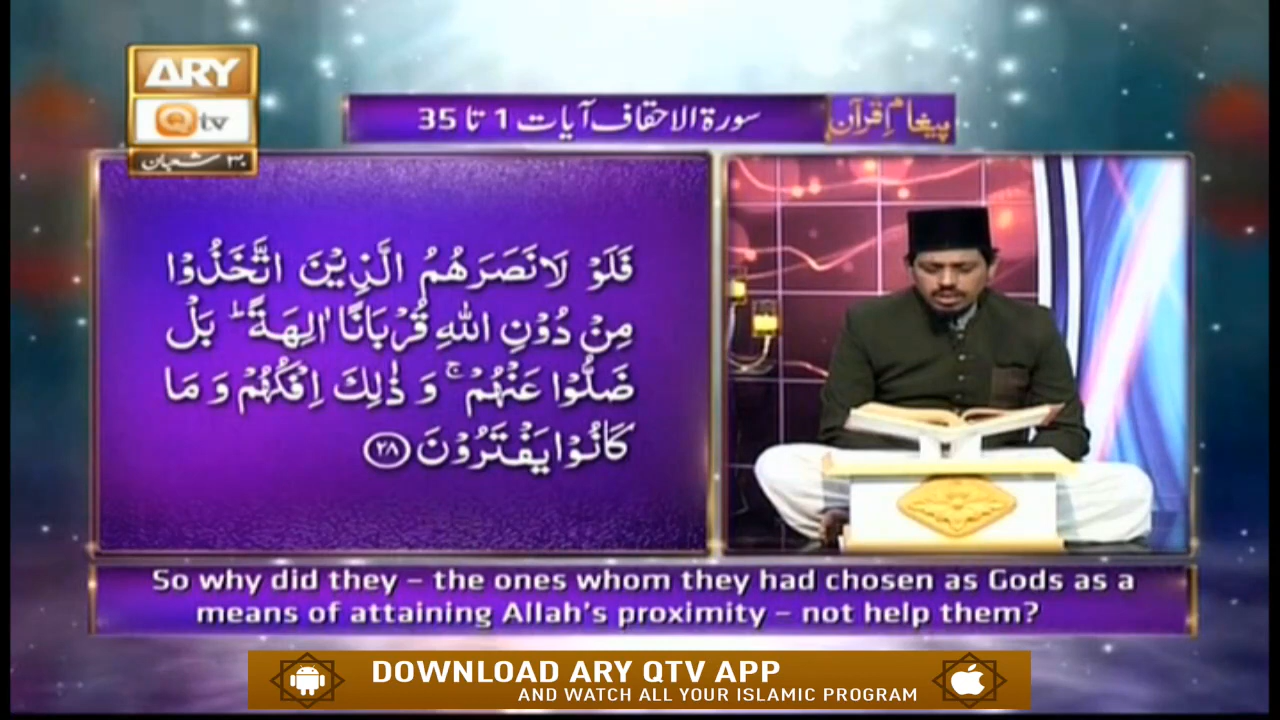 ARY
Qtv
۳۰ شعبان
پیغامِ قرآن
سورۃ الاحقاف آیات 1 تا 35
فَلَوْ لَا نَصَرَهُمُ الَّذِیْنَ اتَّخَذُوْا
مِنْ دُوْنِ اللّٰهِ قُرْبَانًا اٰلِهَةً ؕ بَلْ
ضَلُّوْا عَنْهُمْ ۚ وَ ذٰلِكَ اِفْكُهُمْ وَ مَا
كَانُوْا یَفْتَرُوْنَ ﴿۲۸﴾
So why did they – the ones whom they had chosen as Gods as a
means of attaining Allah's proximity – not help them?
DOWNLOAD ARY QTV APP
AND WATCH ALL YOUR ISLAMIC PROGRAM